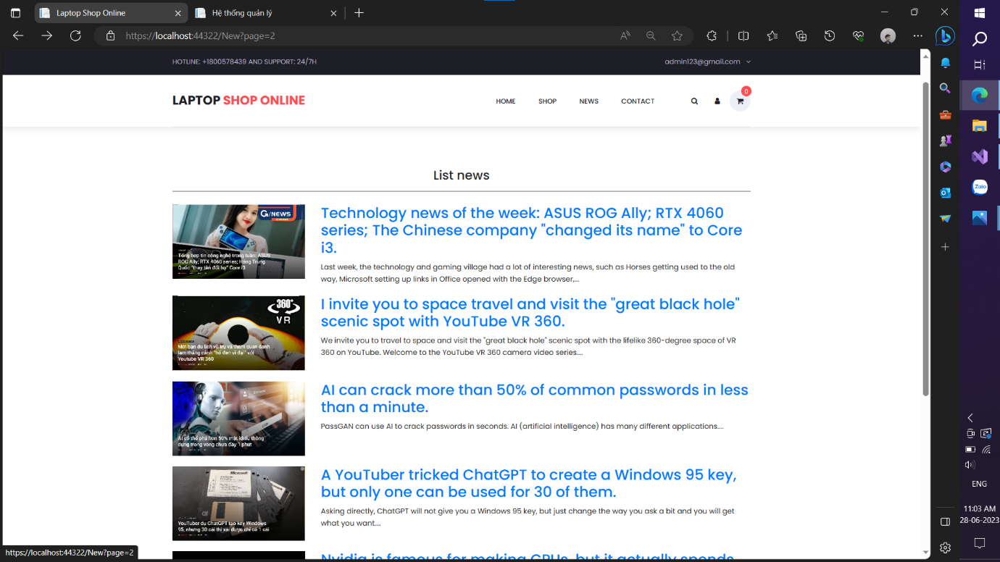 Laptop Shop Online
Hệ thống quản lý
https://localhost:44322/New?page=2
HOTLINE: +1800578439 AND SUPPORT: 24/7H
admin123@gmail.com
LAPTOP SHOP ONLINE
HOME
SHOP
NEWS
CONTACT
0
List news
G/NEWS
Tổng hợp tin công nghệ trong tuần: ASUS
ROG Ally; RTX 4060 series; Hãng Trung
Quốc "thay tên đổi họ" Core i3
Technology news of the week: ASUS ROG Ally; RTX 4060
series; The Chinese company "changed its name" to Core
i3.
Last week, the technology and gaming village had a lot of interesting news, such as Horses getting used to the old
way, Microsoft setting up links in Office opened with the Edge browser,...
360°
VR
Mời bạn du lịch vũ trụ và tham quan danh
lam thắng cảnh "hố đen vĩ đại" với
Youtube VR 360
I invite you to space travel and visit the "great black hole"
scenic spot with YouTube VR 360.
We invite you to travel to space and visit the "great black hole" scenic spot with the lifelike 360-degree space of VR
360 on YouTube. Welcome to the YouTube VR 360 camera video series....
AI có thể phá hơn 50% mật khẩu thông
dụng trong vòng chưa đầy 1 phút
AI can crack more than 50% of common passwords in less
than a minute.
PassGAN can use AI to crack passwords in seconds. AI (artificial intelligence) has many different applications....
Microsoft
YouTuber dụ ChatGPT tạo key Windows
95, nhưng 30 cái thì xài được chỉ có 1 cái
A YouTuber tricked ChatGPT to create a Windows 95 key,
but only one can be used for 30 of them.
Asking directly, ChatGPT will not give you a Windows 95 key, but just change the way you ask a bit and you will get
what you want....
Nvidia is famous for making GPUs, but it actually spends
https://localhost:44322/New?page=2
Zalo
ENG
11:03 AM
28-06-2023